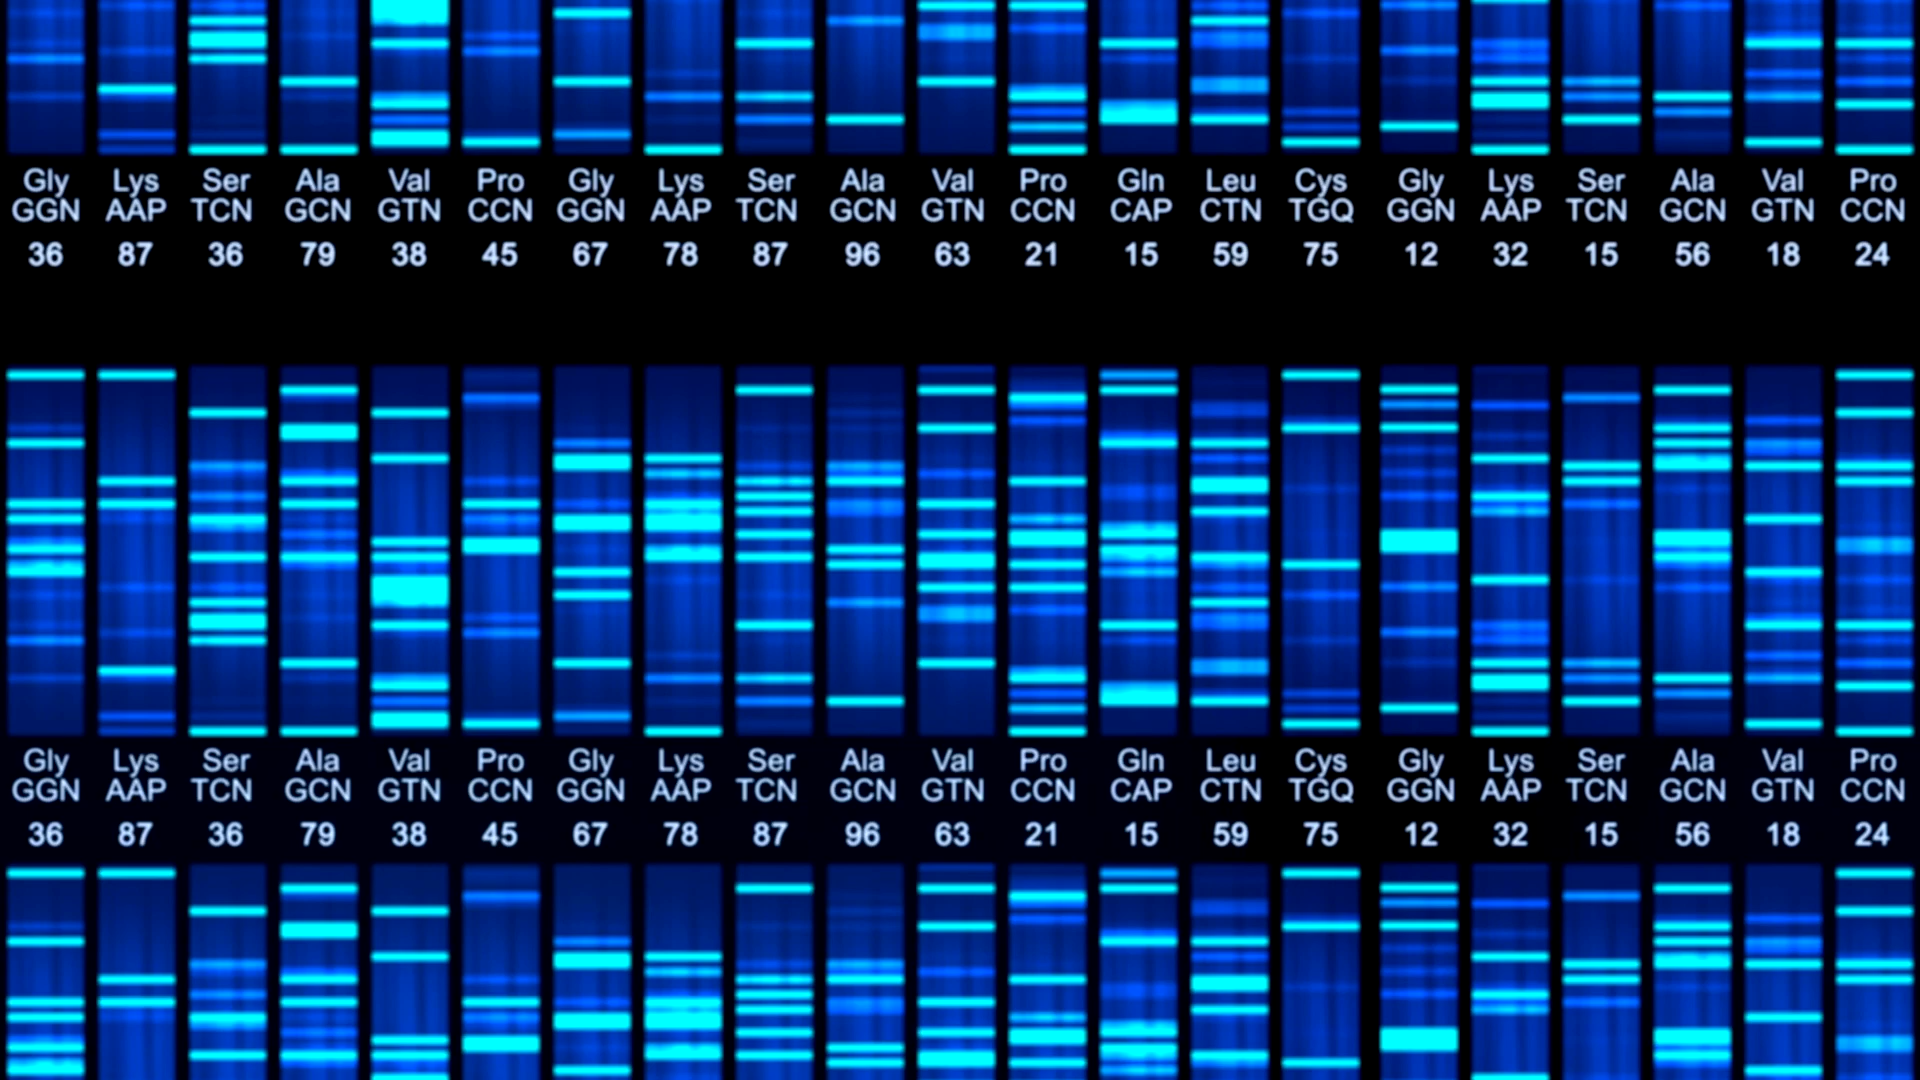 Gly Lys Ser Ala Val Pro Gly Lys Ser Ala Val Pro Gln Leu Cys Gly Lys Ser Ala Val Pro
GGN AAP TCN GCN GTN CCN GGN AAP TCN GCN GTN CCN CAP CTN TGQ GGN AAP TCN GCN GTN CCN
36 87 36 79 38 45 67 78 87 96 63 21 15 59 75 12 32 15 56 18 24
Gly Lys Ser Ala Val Pro Gly Lys Ser Ala Val Pro Gln Leu Cys Gly Lys Ser Ala Val Pro
GGN AAP TCN GCN GTN CCN GGN AAP TCN GCN GTN CCN CAP CTN TGQ GGN AAP TCN GCN GTN CCN
36 87 36 79 38 45 67 78 87 96 63 21 15 59 75 12 32 15 56 18 24